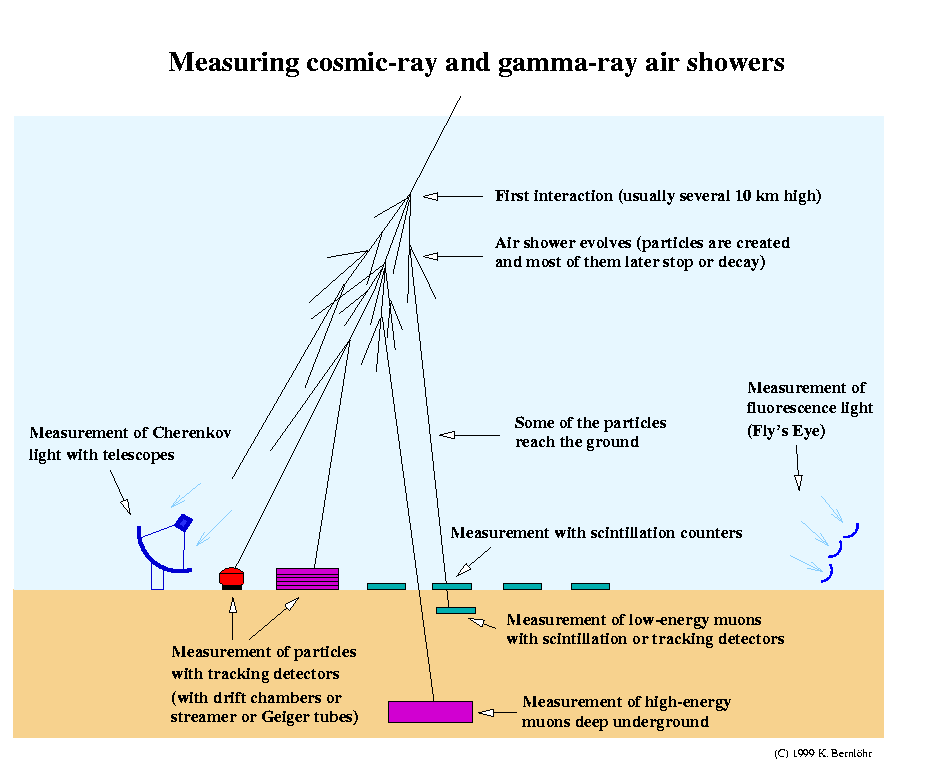 Measuring cosmic-ray and gamma-ray air showers
First interaction (usually several 10 km high)
Air shower evolves (particles are created
and most of them later stop or decay)
Measurement of
fluorescence light
(Fly's Eye)
Some of the particles
reach the ground
Measurement of Cherenkov
light with telescopes
Measurement with scintillation counters
Measurement of low-energy muons
with scintillation or tracking detectors
Measurement of particles
with tracking detectors
(with drift chambers or
streamer or Geiger tubes)
Measurement of high-energy
muons deep underground
(C) 1999 K. Bernlöhr